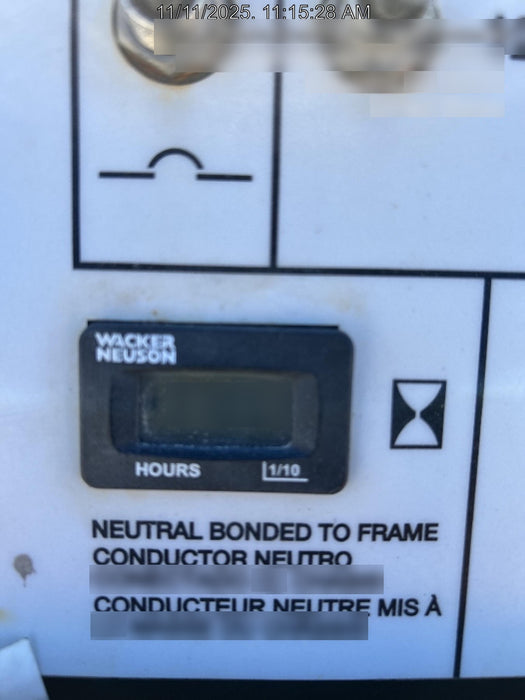 11/11/2025, 11:15:28 AM
WACKER
NEUSON
HOURS 1/10
NEUTRAL BONDED TO FRAME
CONDUCTOR NEUTRO
CONDUCTEUR NEUTRE MIS À